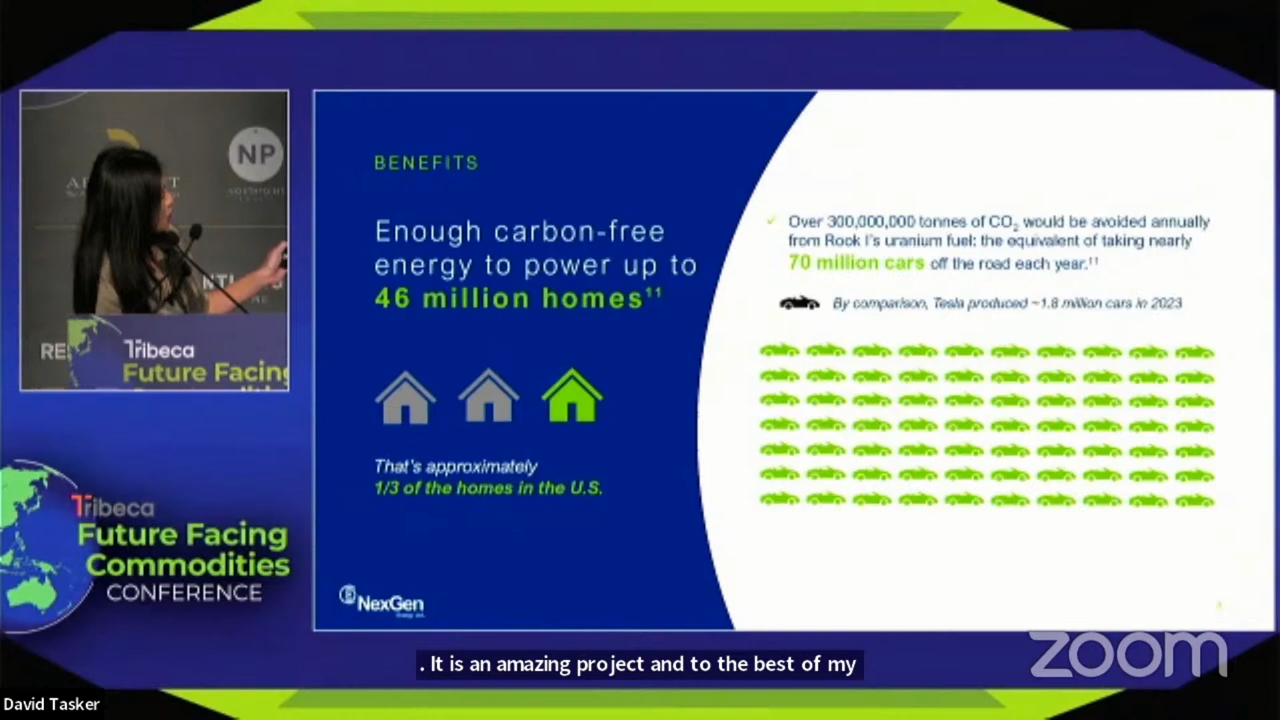 NP
RE
Tribeca
Future Facing
Tribeca
Future Facing
Commodities
CONFERENCE
BENEFITS
Enough carbon-free
energy to power up to
46 million homes¹¹
That's approximately
1/3 of the homes in the U.S.
NexGen
Over 300,000,000 tonnes of CO₂ would be avoided annually
from Rook I's uranium fuel: the equivalent of taking nearly
70 million cars off the road each year.¹¹
By comparison, Tesla produced ~1.8 million cars in 2023
. It is an amazing project and to the best of my
zoom
David Tasker